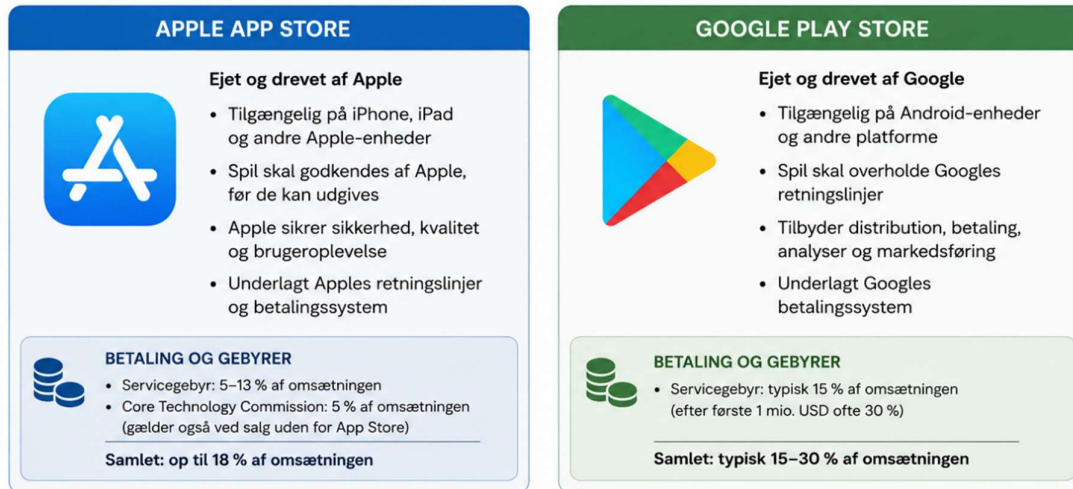 APPLE APP STORE
Ejet og drevet af Apple
• Tilgængelig på iPhone, iPad
og andre Apple-enheder
• Spil skal godkendes af Apple,
før de kan udgives
• Apple sikrer sikkerhed, kvalitet
og brugeroplevelse
• Underlagt Apples retningslinjer
og betalingssystem
BETALING OG GEBYRER
• Servicegebyr: 5–13 % af omsætningen
• Core Technology Commission: 5 % af omsætningen
(gælder også ved salg uden for App Store)
Samlet: op til 18 % af omsætningen
GOOGLE PLAY STORE
Ejet og drevet af Google
• Tilgængelig på Android-enheder
og andre platforme
• Spil skal overholde Googles
retningslinjer
• Tilbyder distribution, betaling,
analyser og markedsføring
• Underlagt Googles
betalingssystem
BETALING OG GEBYRER
• Servicegebyr: typisk 15 % af omsætningen
(efter første 1 mio. USD ofte 30 %)
Samlet: typisk 15–30 % af omsætningen